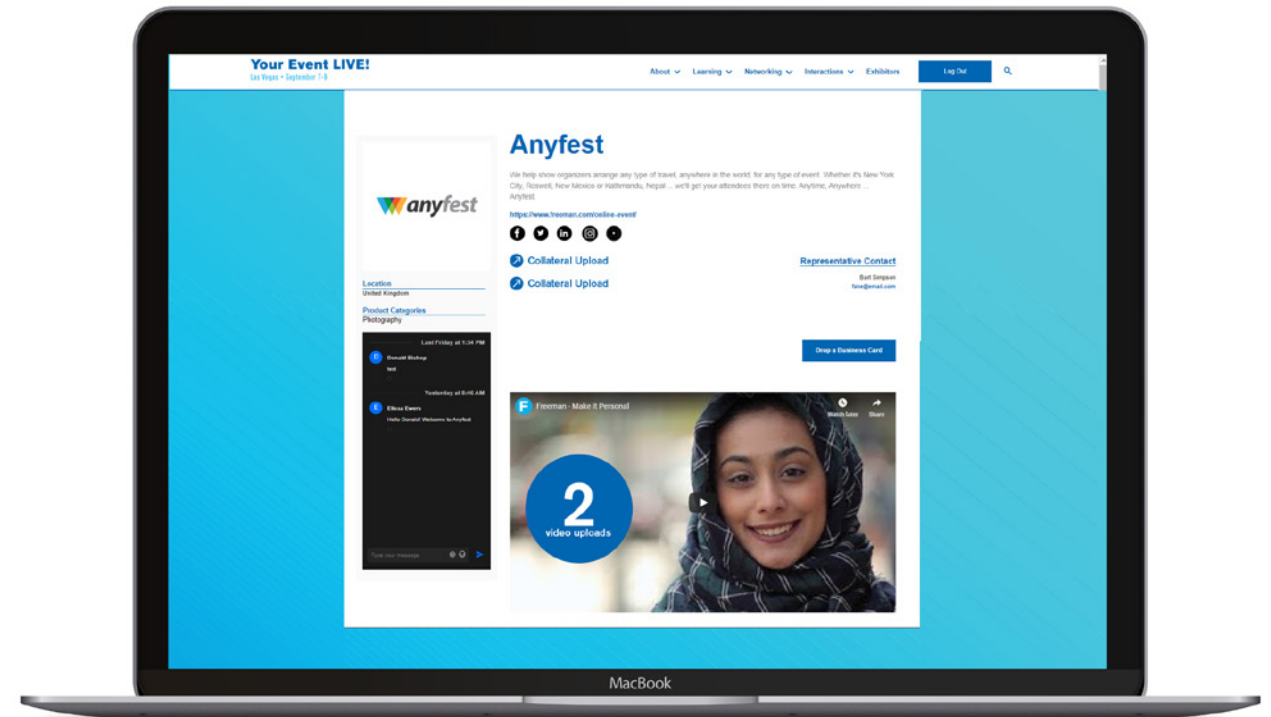 Your Event LIVE!
Las Vegas • September 7-8
About
Learning
Networking
Interactions
Exhibitors
Log Out
Anyfest
We help show organizers arrange any type of travel, anywhere in the world, for any type of event. Whether it's New York
City, Roswell, New Mexico or Kathmandu, Nepal ... we'll get your attendees there on time. Anytime, Anywhere ...
Anyfest.
https://www.freeman.com/online-event/
Collateral Upload
Collateral Upload
Representative Contact
Bart Simpson
fake@email.com
Drop a Business Card
anyfest
Location
United Kingdom
Product Categories
Photography
Last Friday at 1:34 PM
Donald Bishop
test
Yesterday at 8:40 AM
E
Elissa Ewers
Hello Donald! Welcome to Anyfest
Type your message
F
Freeman - Make It Personal
Watch later
Share
2
video uploads
MacBook